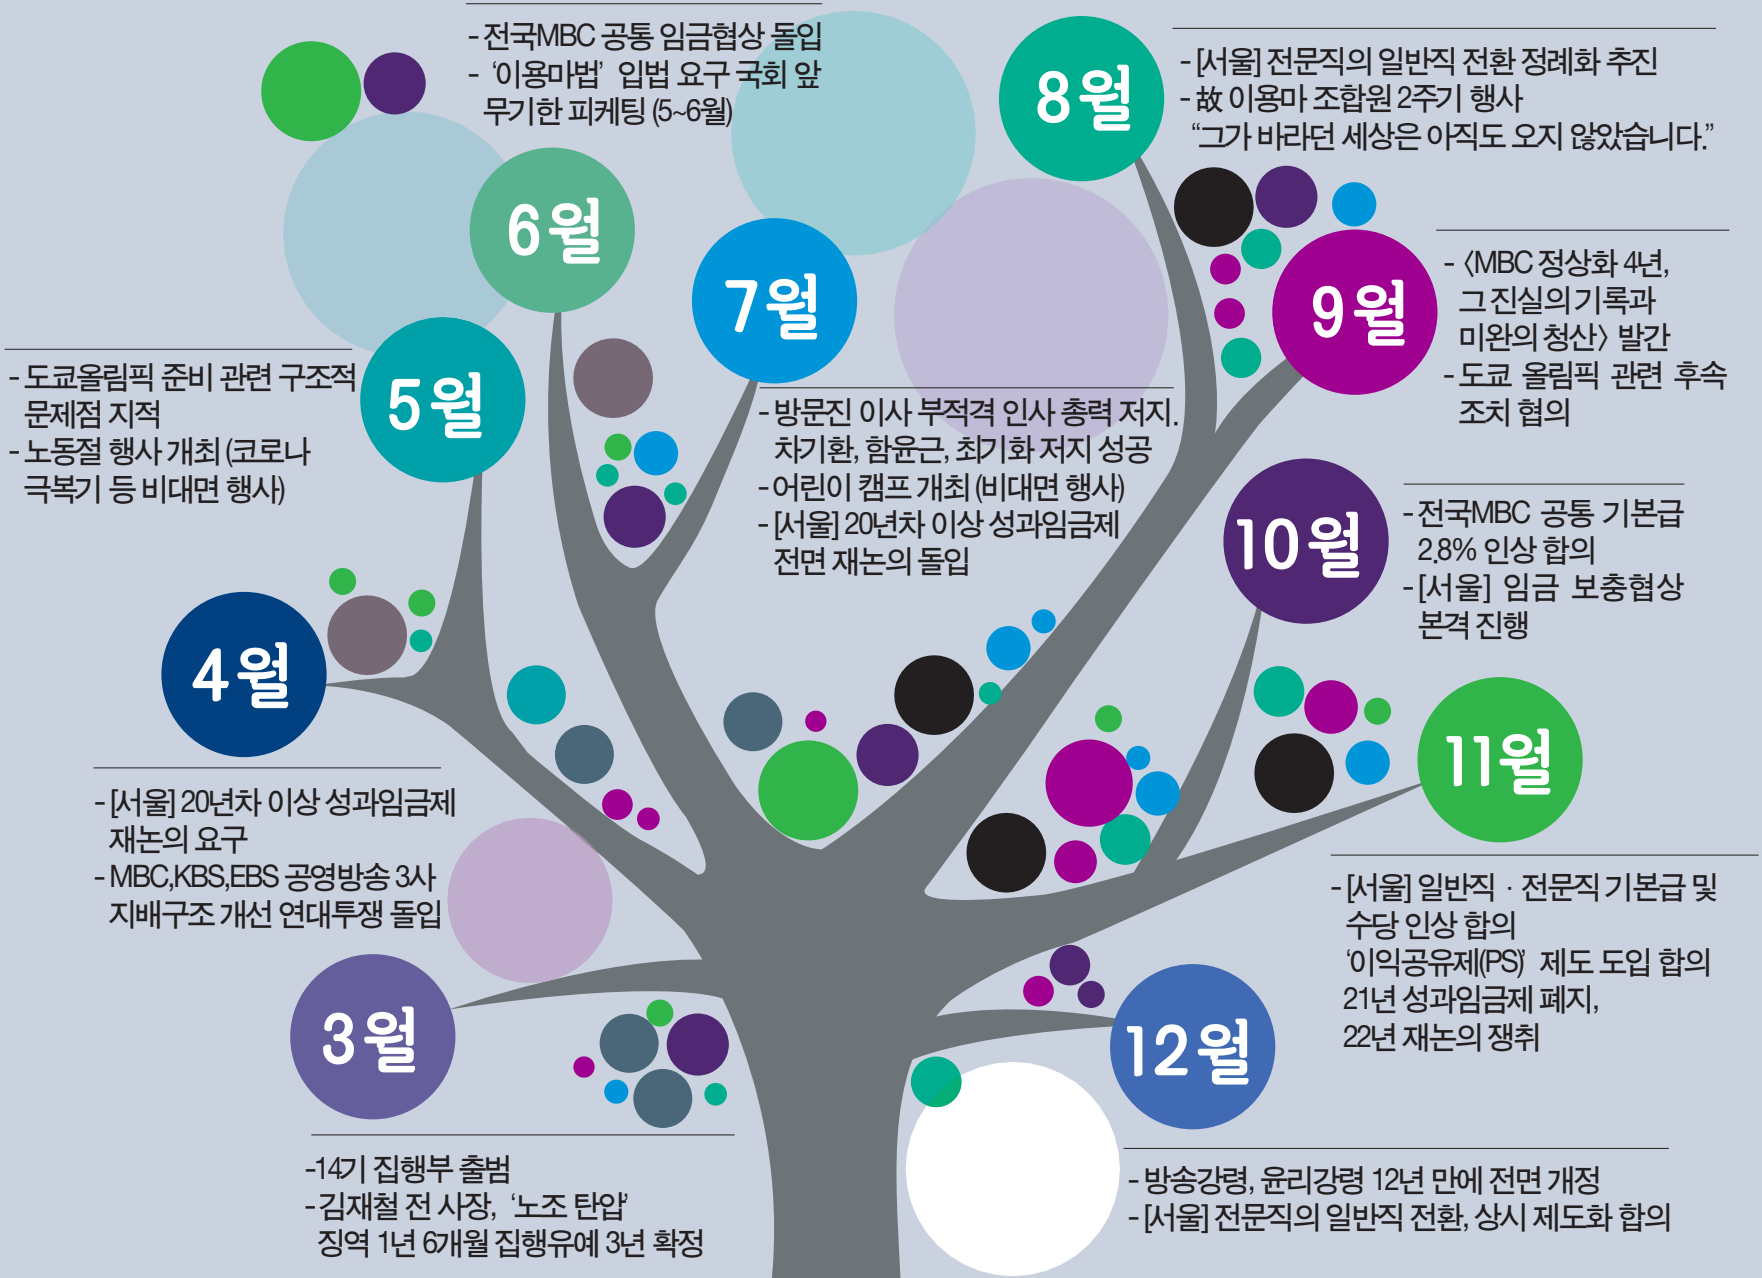 3월
-14기 집행부 출범
- 김재철 전 사장, ‘노조 탄압’
징역 1년 6개월 집행유예 3년 확정
4월
- [서울] 20년차 이상 성과임금제
재논의 요구
- MBC,KBS,EBS 공영방송 3사
지배구조 개선 연대투쟁 돌입
5월
- 도쿄올림픽 준비 관련 구조적
문제점 지적
- 노동절 행사 개최 (코로나
극복기 등 비대면 행사)
6월
- 전국MBC 공통 임금협상 돌입
- ‘이용마법’ 입법 요구 국회 앞
무기한 피케팅 (5~6월)
7월
- 방문진 이사 부적격 인사 총력 저지.
차기환, 함윤근, 최기화 저지 성공
- 어린이 캠프 개최 (비대면 행사)
- [서울] 20년차 이상 성과임금제
전면 재논의 돌입
8월
- [서울] 전문직의 일반직 전환 정례화 추진
- 故 이용마 조합원 2주기 행사
“그가 바라던 세상은 아직도 오지 않았습니다.”
9월
- 〈MBC 정상화 4년,
그 진실의 기록과
미완의 청산〉 발간
- 도쿄 올림픽 관련 후속
조치 협의
10월
- 전국MBC 공통 기본급
2.8% 인상 합의
- [서울] 임금 보충협상
본격 진행
11월
- [서울] 일반직 · 전문직 기본급 및
수당 인상 합의
‘이익공유제(PS)’ 제도 도입 합의
21년 성과임금제 폐지,
22년 재논의 쟁취
12월
- 방송강령, 윤리강령 12년 만에 전면 개정
- [서울] 전문직의 일반직 전환, 상시 제도화 합의